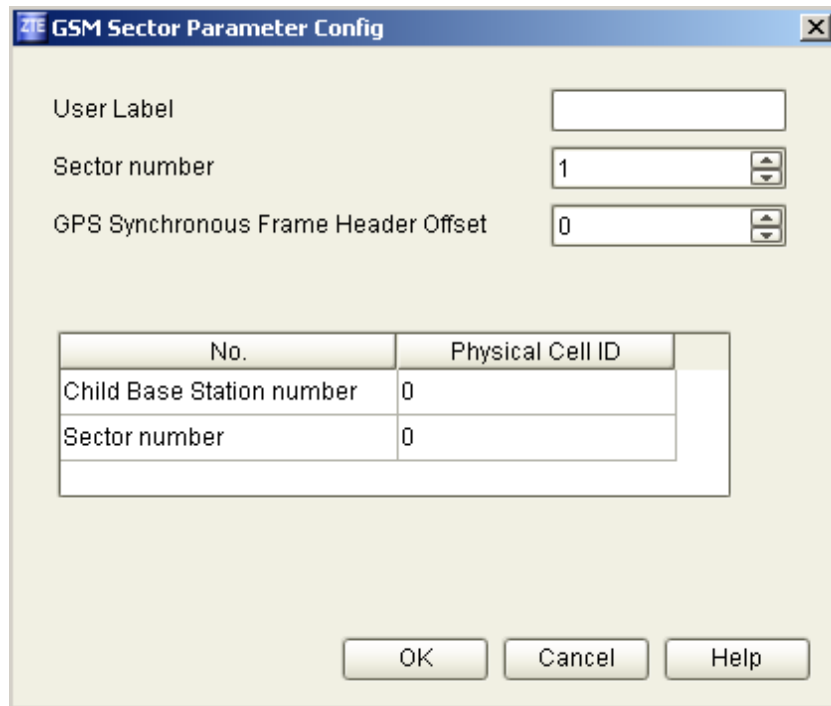 ZTE GSM Sector Parameter Config
User Label
Sector number 1
GPS Synchronous Frame Header Offset 0
No. Physical Cell ID
Child Base Station number 0
Sector number 0
OK Cancel Help